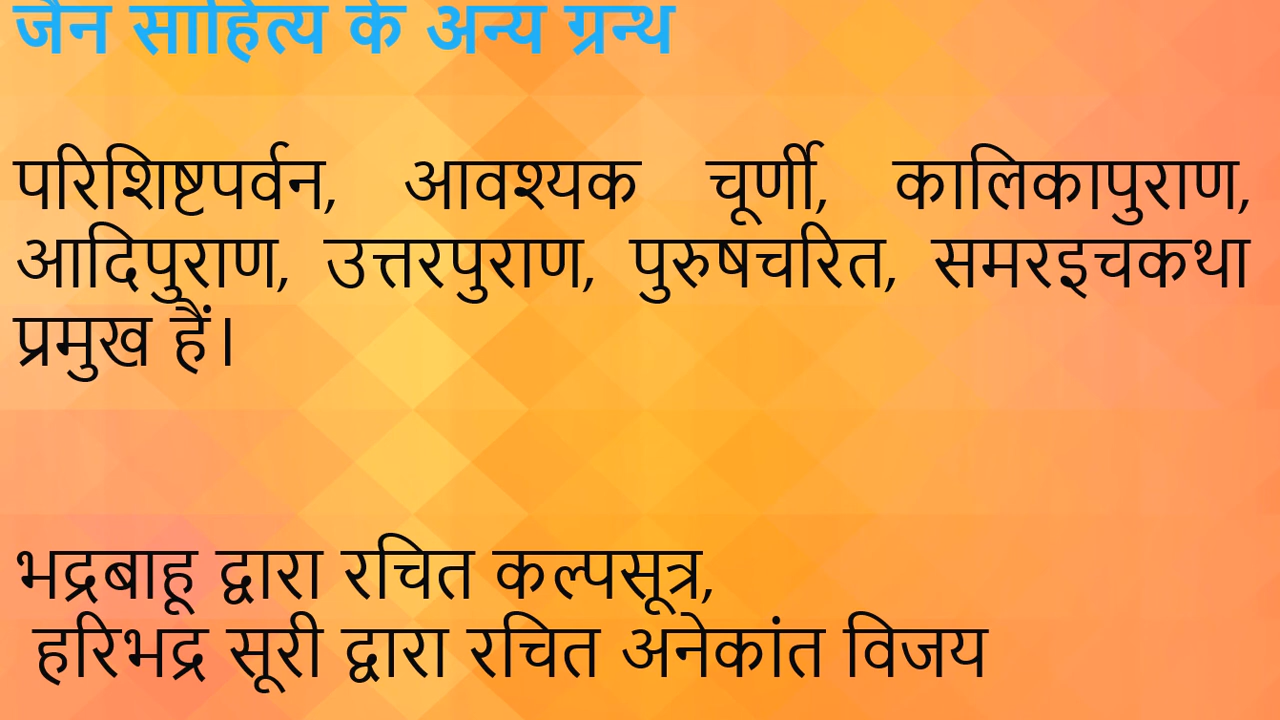 जैन साहित्य के अन्य ग्रन्थ
परिशिष्टपर्वन, आवश्यक चूर्णी, कालिकापुराण,
आदिपुराण, उत्तरपुराण, पुरुषचरित, समरइचकथा
प्रमुख हैं।
भद्रबाहू द्वारा रचित कल्पसूत्र,
हरिभद्र सूरी द्वारा रचित अनेकांत विजय